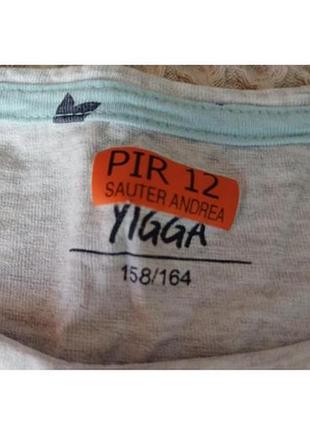 PIR 12
SAUTER ANDREA
YIGGA
158/164